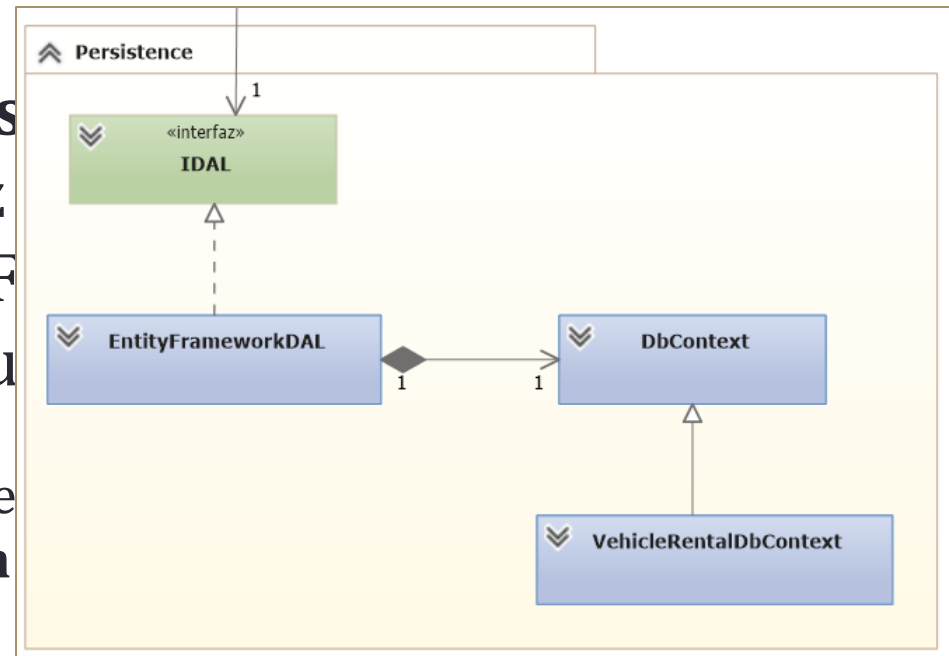 Persistence
1
«interfaz»
IDAL
EntityFrameworkDAL
1
1
DbContext
VehicleRentalDbContext